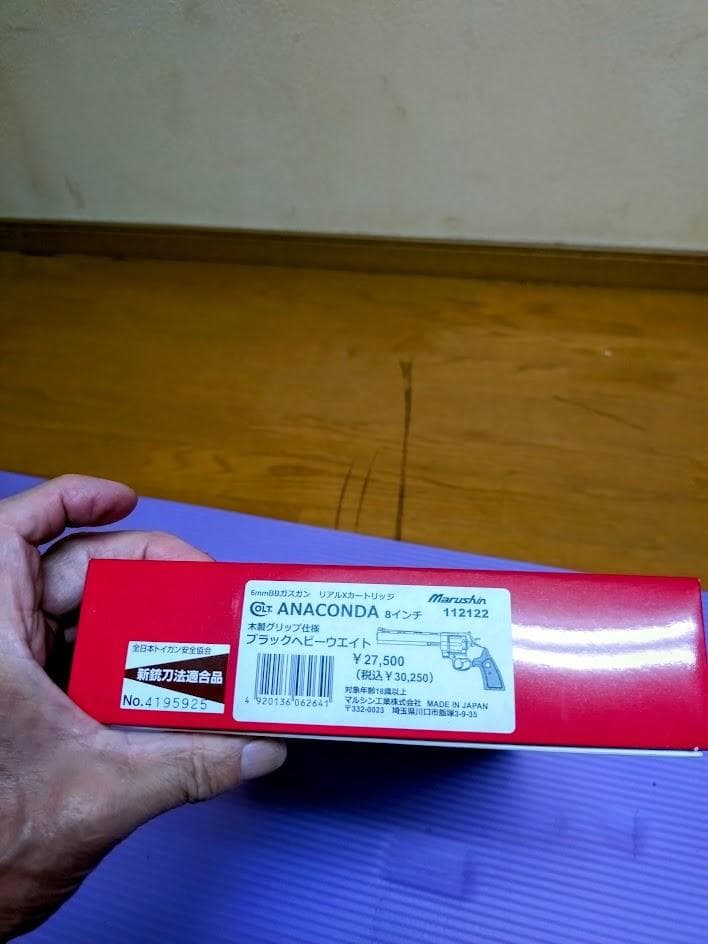 全日本トイガン安全協会
新銃刀法適合品
No.4195925
6mmBBガスガン リアルXカートリッジ
Marushin
COLT ANACONDA 8インチ
112122
木製グリップ仕様
ブラックヘビーウエイト
¥27,500
(税込¥30,250)
4 920136 062641
対象年齢18歳以上
マルシン工業株式会社 MADE IN JAPAN
〒332-0023 埼玉県川口市飯塚3-9-35